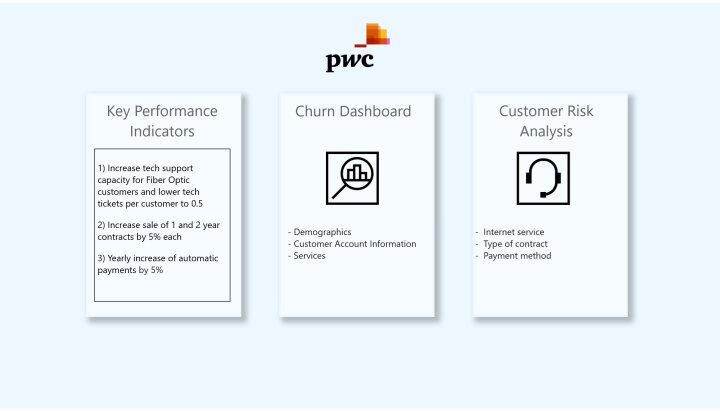 pwc
Key Performance
Indicators
1) Increase tech support
capacity for Fiber Optic
customers and lower tech
tickets per customer to 0.5
2) Increase sale of 1 and 2 year
contracts by 5% each
3) Yearly increase of automatic
payments by 5%
Churn Dashboard
- Demographics
- Customer Account Information
- Services
Customer Risk
Analysis
- Internet service
- Type of contract
- Payment method